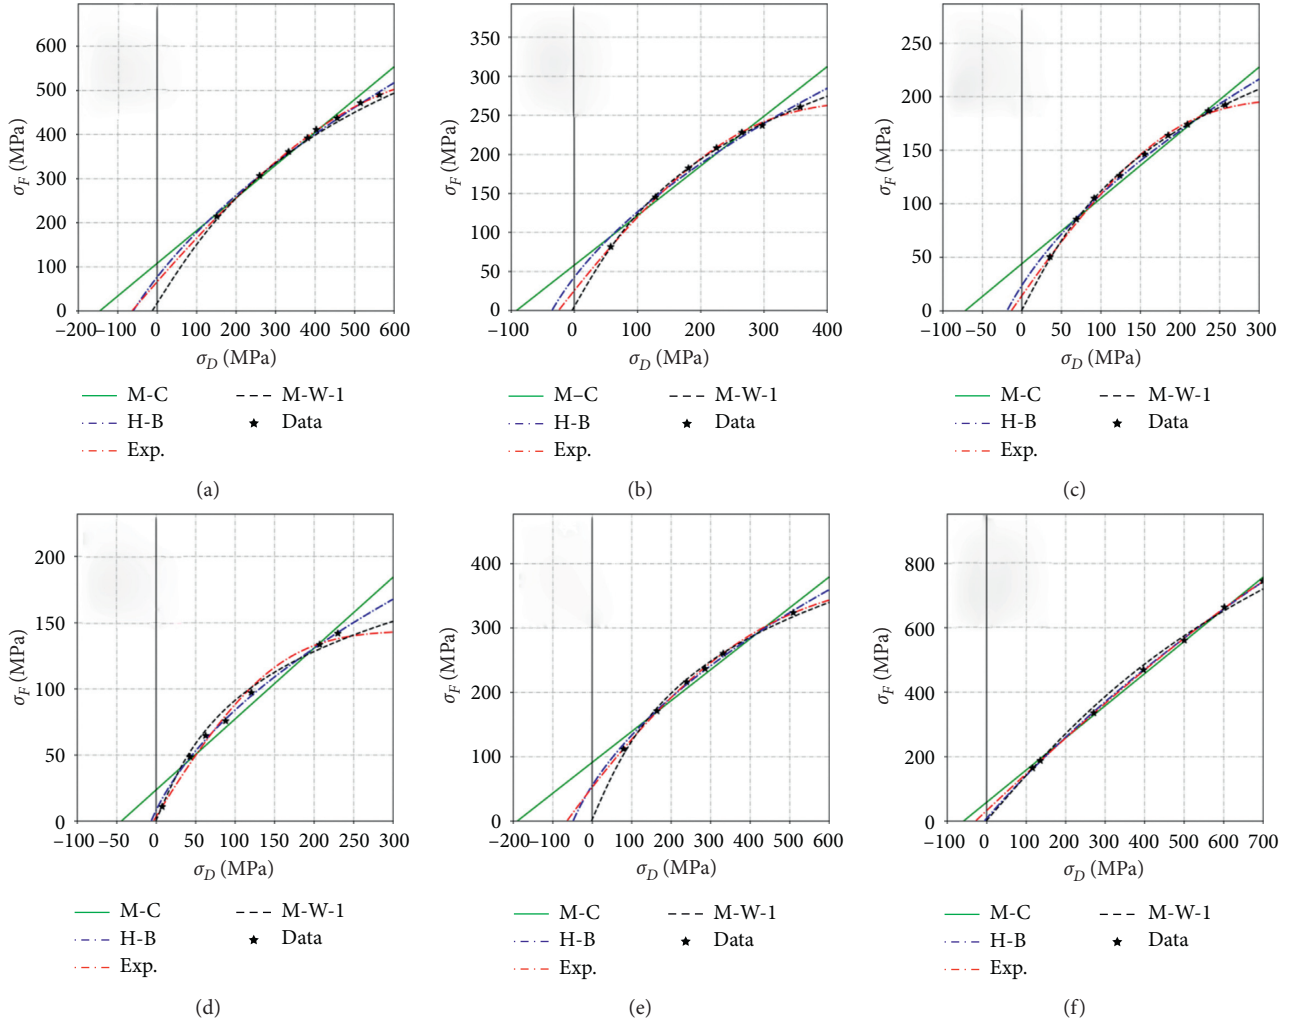 600
500
400
300
200
100
0
σF (MPa)
−200 −100 0 100 200 300 400 500 600
σD (MPa)
M-C
H-B
Exp.
M-W-1
Data
(a)
350
300
250
200
150
100
50
0
σF (MPa)
−100 0 100 200 300 400
σD (MPa)
M–C
H-B
Exp.
M-W-1
Data
(b)
250
200
150
100
50
0
σF (MPa)
−100 −50 0 50 100 150 200 250 300
σD (MPa)
M-C
H-B
Exp.
M-W-1
Data
(c)
200
150
100
50
0
σF (MPa)
−100 −50 0 50 100 150 200 250 300
σD (MPa)
M-C
H-B
Exp.
M-W-1
Data
(d)
400
300
200
100
0
σF (MPa)
−200 −100 0 100 200 300 400 500 600
σD (MPa)
M-C
H-B
Exp.
M-W-1
Data
(e)
800
600
400
200
0
σF (MPa)
−100 0 100 200 300 400 500 600 700
σD (MPa)
M-C
H-B
Exp.
M-W-1
Data
(f)